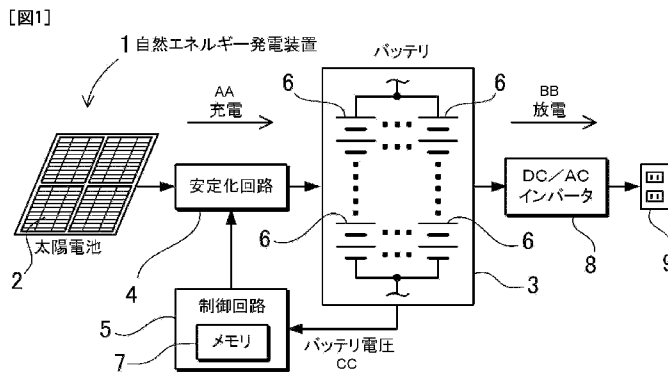 [図1]
1 自然エネルギー発電装置
バッテリ
AA
充電
6
6
BB
放電
安定化回路
DC/AC
インバータ
太陽電池
2
4
6
6
3
8
9
制御回路
5
メモリ
7
バッテリ電圧
CC